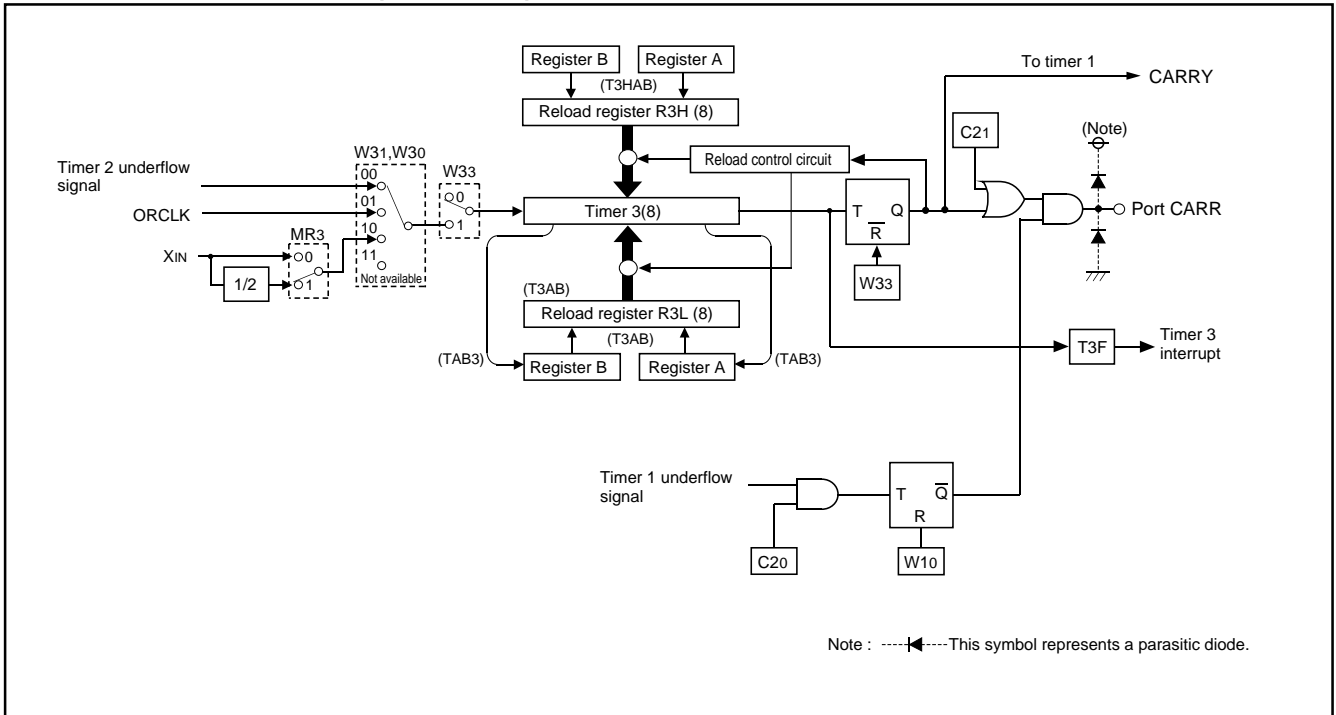 Register B
Register A
(T3HAB)
Reload register R3H (8)
To timer 1
CARRY
C21
(Note)
Timer 2 underflow
signal
W31,W30
W33
Reload control circuit
00
01
10
11
Not available
0
1
Timer 3(8)
T
Q
R
W33
Port CARR
ORCLK
XIN
MR3
0
1
1/2
(T3AB)
Reload register R3L (8)
(T3AB)
(TAB3)
Register B
Register A
(TAB3)
T3F
Timer 3
interrupt
Timer 1 underflow
signal
T
Q
R
C20
W10
Note : This symbol represents a parasitic diode.